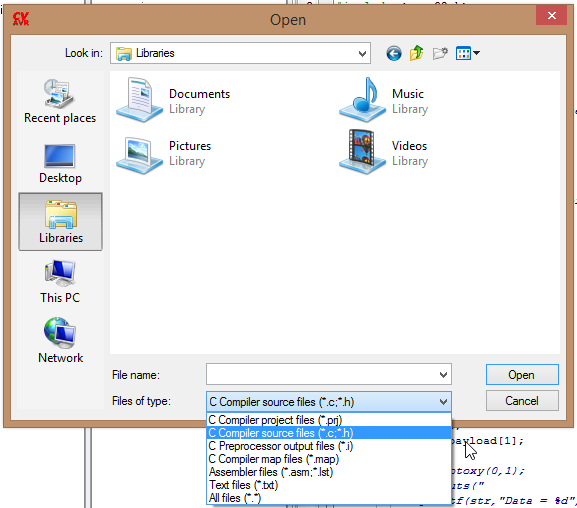 CV
AVR
Open
Look in:
Libraries
Recent places
Desktop
Libraries
This PC
Network
Documents
Library
Music
Library
Pictures
Library
Videos
Library
File name:
Open
Files of type:
C Compiler source files (*.c;*.h)
Cancel
C Compiler project files (*.prj)
C Compiler source files (*.c;*.h)
C Preprocessor output files (*.i)
C Compiler map files (*.map)
Assembler files (*.asm;*.lst)
Text files (*.txt)
All files (*.*)
payload[1];
otoxy(0,1);
uts("
tf(str,"Data = %d",